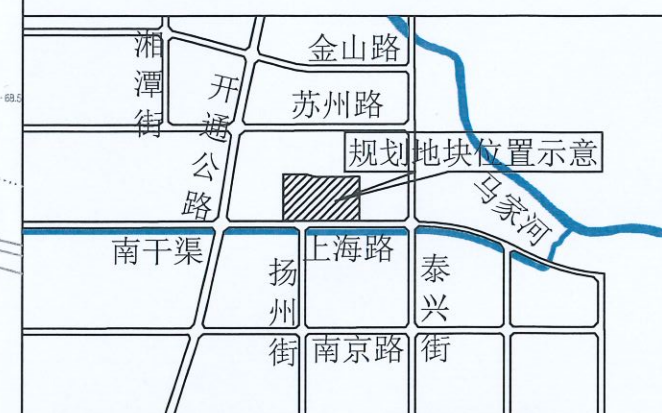 金山路
湘潭街
开通公路
苏州路
68.5
规划地块位置示意
马家河
南干渠
上海路
扬州街
泰兴街
南京路